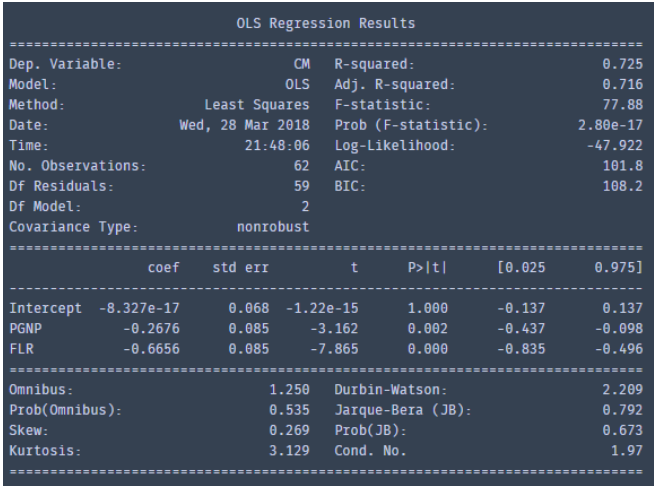 OLS Regression Results
==============================================================================
Dep. Variable: CM R-squared: 0.725
Model: OLS Adj. R-squared: 0.716
Method: Least Squares F-statistic: 77.88
Date: Wed, 28 Mar 2018 Prob (F-statistic): 2.80e-17
Time: 21:48:06 Log-Likelihood: -47.922
No. Observations: 62 AIC: 101.8
Df Residuals: 59 BIC: 108.2
Df Model: 2
Covariance Type: nonrobust
==============================================================================
coef std err t P>|t| [0.025 0.975]
------------------------------------------------------------------------------
Intercept -8.327e-17 0.068 -1.22e-15 1.000 -0.137 0.137
PGNP -0.2676 0.085 -3.162 0.002 -0.437 -0.098
FLR -0.6656 0.085 -7.865 0.000 -0.835 -0.496
==============================================================================
Omnibus: 1.250 Durbin-Watson: 2.209
Prob(Omnibus): 0.535 Jarque-Bera (JB): 0.792
Skew: 0.269 Prob(JB): 0.673
Kurtosis: 3.129 Cond. No. 1.97
==============================================================================